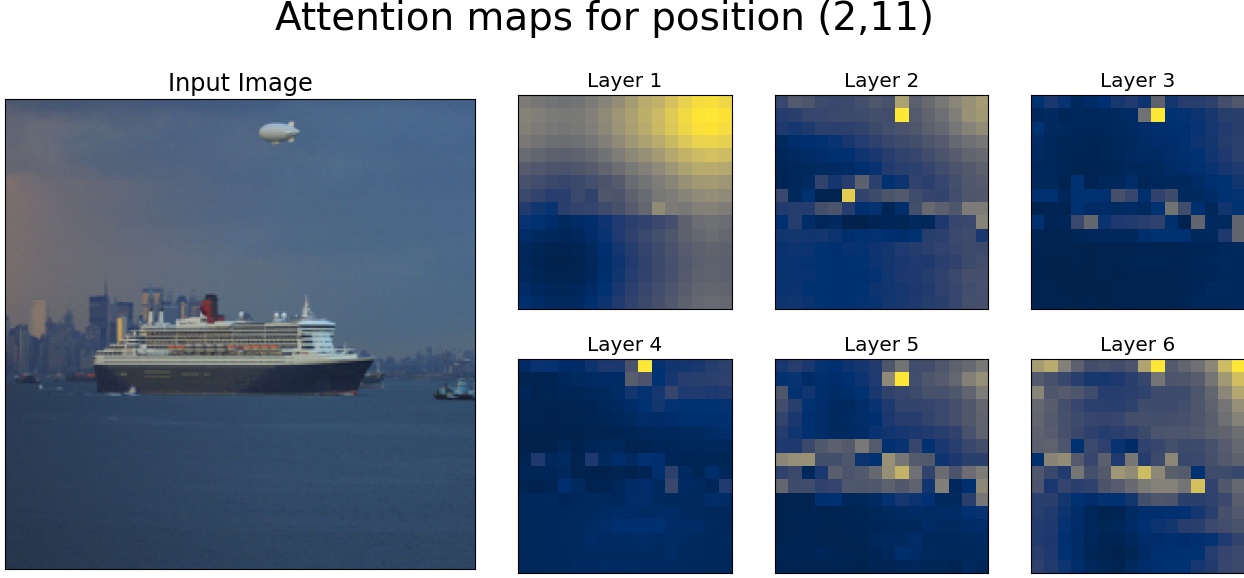 Attention maps for position (2,11)
Input Image
Layer 1
Layer 2
Layer 3
Layer 4
Layer 5
Layer 6